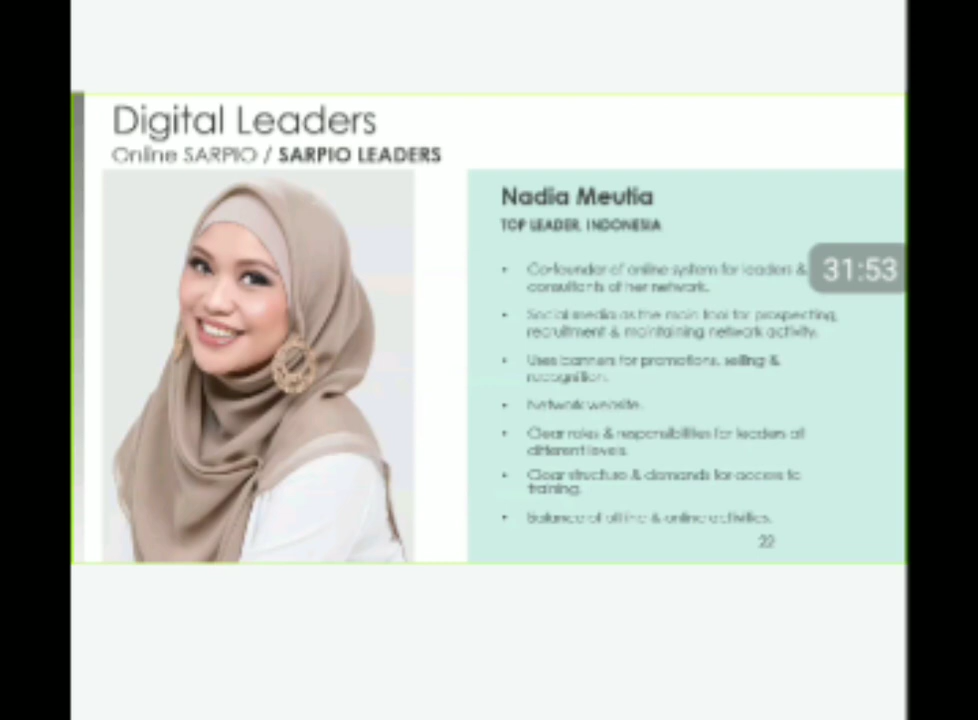 Digital Leaders
Online SARPIO / SARPIO LEADERS
Nadia Meutia
TOP LEADER, INDONESIA
• Co-founder of online system for leaders &
consultants of her network.
31:53
• Social media as the main tool for prospecting,
recruitment & maintaining network activity.
• Uses banners for promotions, selling &
recognition.
• Network website.
• Clear roles & responsibilities for leaders at
different levels.
• Clear structure & demands for access to
training.
• Balance of offline & online activities.
22